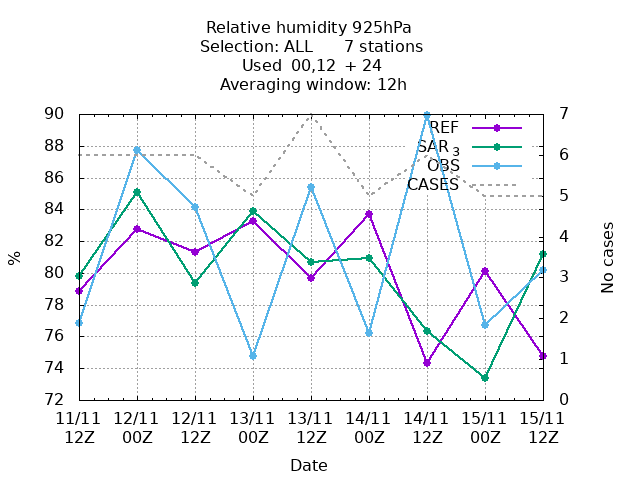 Relative humidity 925hPa
Selection: ALL 7 stations
Used 00,12 + 24
Averaging window: 12h
90
88
86
84
82
80
78
76
74
72
%
7
6
5
4
3
2
1
0
No cases
REF
SAR 3
OBS
CASES
11/11 12/11 12/11 13/11 13/11 14/11 14/11 15/11 15/11
12Z 00Z 12Z 00Z 12Z 00Z 12Z 00Z 12Z
Date